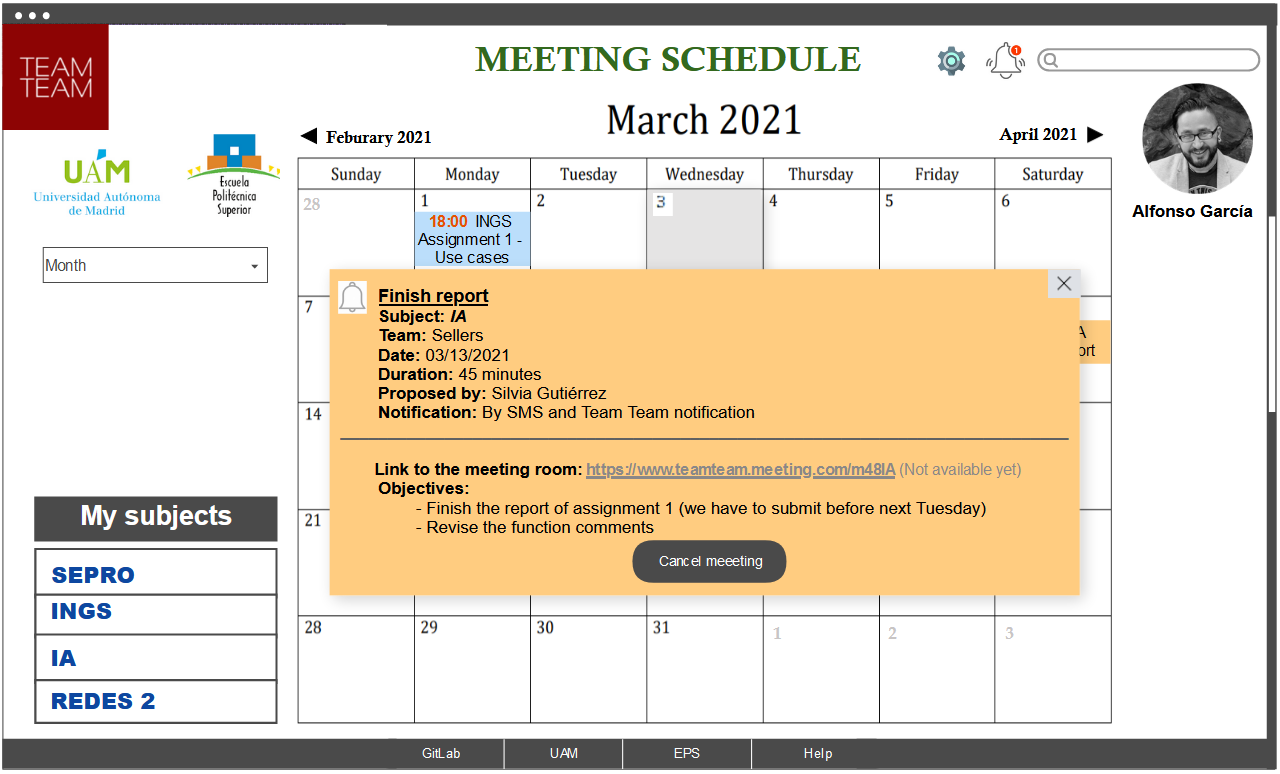 TEAM
TEAM
MEETING SCHEDULE
1
UAM
Universidad Autónoma
de Madrid
Escuela
Politécnica
Superior
Feburary 2021
March 2021
April 2021
Alfonso García
Month
Sunday Monday Tuesday Wednesday Thursday Friday Saturday
28 1 2 3 4 5 6
18:00 INGS
Assignment 1 -
Use cases
7
A
ort
Finish report
Subject: IA
Team: Sellers
Date: 03/13/2021
Duration: 45 minutes
Proposed by: Silvia Gutiérrez
Notification: By SMS and Team Team notification
14
Link to the meeting room: https://www.teamteam.meeting.com/m48IA (Not available yet)
Objectives:
- Finish the report of assignment 1 (we have to submit before next Tuesday)
- Revise the function comments
21
Cancel meeeting
28 29 30 31 1 2 3
My subjects
SEPRO
INGS
IA
REDES 2
GitLab UAM EPS Help